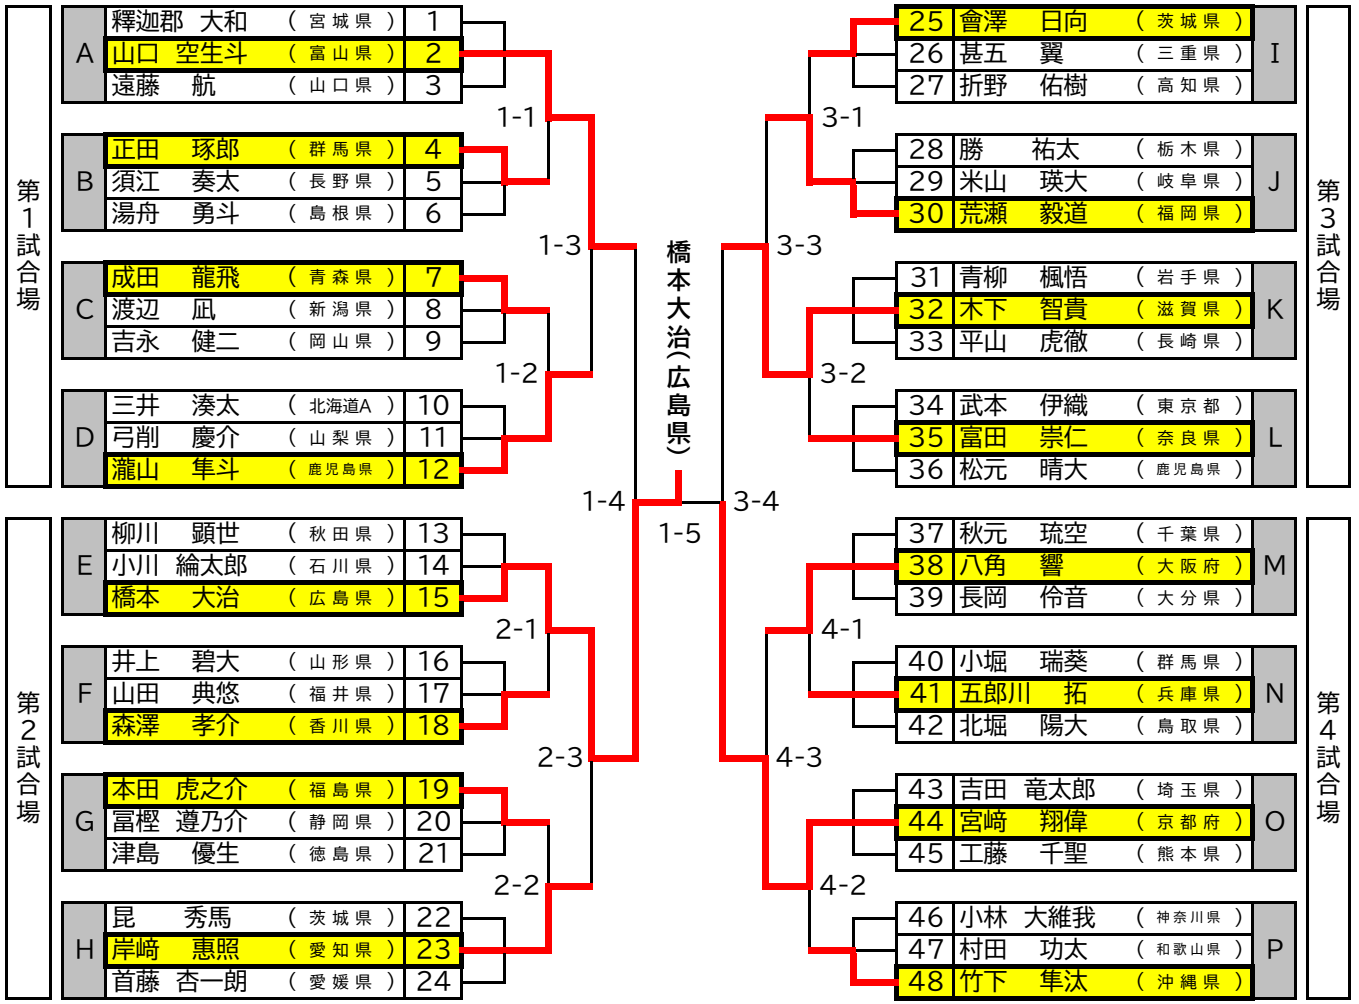 第1試合場
A
釋迦郡 大和 (宮城県) 1
山口 空生斗 (富山県) 2
遠藤 航 (山口県) 3
B
正田 琢郎 (群馬県) 4
須江 奏太 (長野県) 5
湯舟 勇斗 (島根県) 6
C
成田 龍飛 (青森県) 7
渡辺 凪 (新潟県) 8
吉永 健二 (岡山県) 9
D
三井 湊太 (北海道A) 10
弓削 慶介 (山梨県) 11
瀧山 隼斗 (鹿児島県) 12
第2試合場
E
柳川 顕世 (秋田県) 13
小川 綸太郎 (石川県) 14
橋本 大治 (広島県) 15
F
井上 碧大 (山形県) 16
山田 典悠 (福井県) 17
森澤 孝介 (香川県) 18
G
本田 虎之介 (福島県) 19
冨樫 遵乃介 (静岡県) 20
津島 優生 (徳島県) 21
H
昆 秀馬 (茨城県) 22
岸﨑 惠照 (愛知県) 23
首藤 杏一朗 (愛媛県) 24
1-1
1-3
1-2
1-4
2-1
2-3
2-2
橋本大治(広島県)
1-5
3-1
3-3
3-2
3-4
4-1
4-3
4-2
25 會澤 日向 (茨城県)
26 甚五 翼 (三重県)
27 折野 佑樹 (高知県)
I
28 勝 祐太 (栃木県)
29 米山 瑛大 (岐阜県)
30 荒瀬 毅道 (福岡県)
J
31 青柳 楓悟 (岩手県)
32 木下 智貴 (滋賀県)
33 平山 虎徹 (長崎県)
K
34 武本 伊織 (東京都)
35 富田 崇仁 (奈良県)
36 松元 晴大 (鹿児島県)
L
第3試合場
37 秋元 琉空 (千葉県)
38 八角 響 (大阪府)
39 長岡 伶音 (大分県)
M
40 小堀 瑞葵 (群馬県)
41 五郎川 拓 (兵庫県)
42 北堀 陽大 (鳥取県)
N
43 吉田 竜太郎 (埼玉県)
44 宮﨑 翔偉 (京都府)
45 工藤 千聖 (熊本県)
O
46 小林 大維我 (神奈川県)
47 村田 功太 (和歌山県)
48 竹下 隼汰 (沖縄県)
P
第4試合場